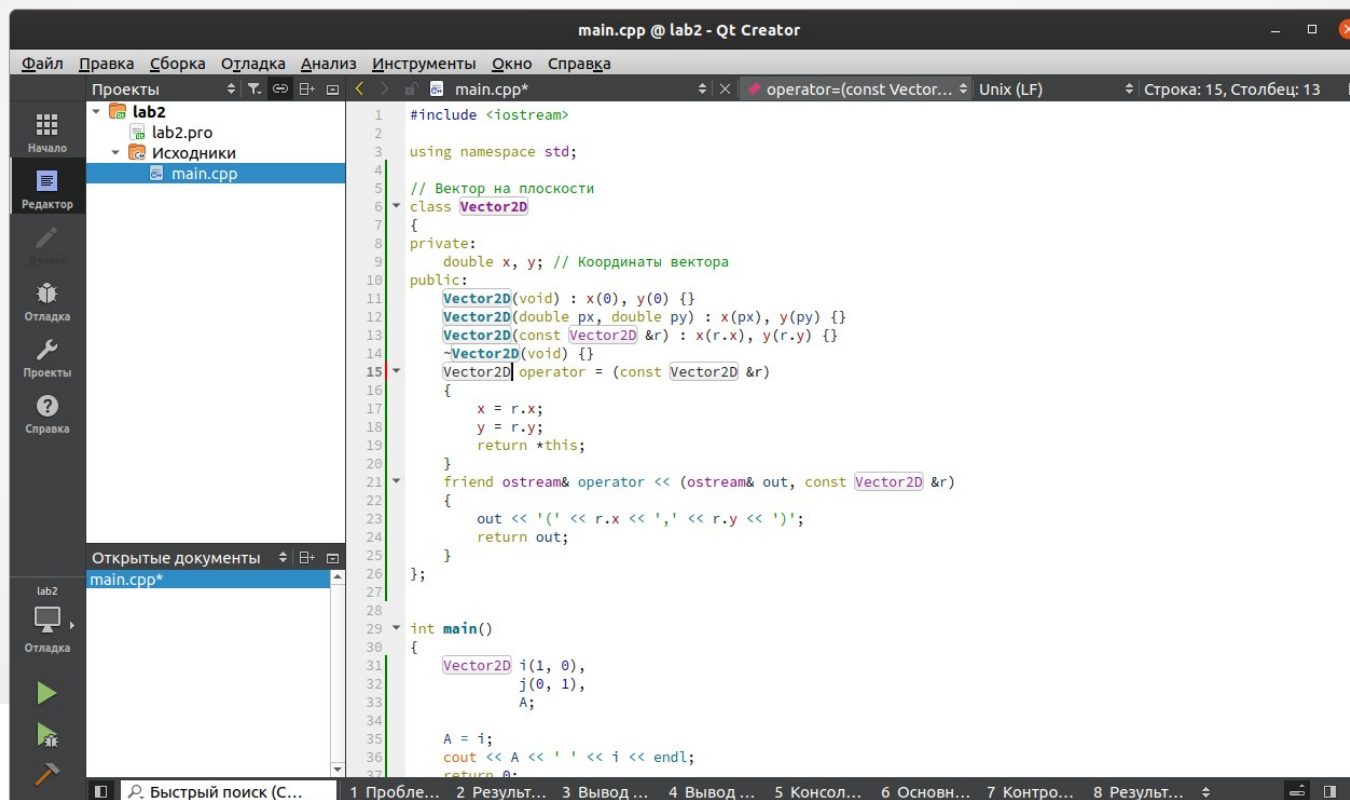 main.cpp @ lab2 - Qt Creator
Файл Правка Сборка Отладка Анализ Инструменты Окно Справка
Проекты main.cpp* operator=(const Vector... Unix (LF) Строка: 15, Столбец: 13
Начало
Редактор
Дизайн
Отладка
Проекты
Справка
lab2
lab2.pro
Исходники
main.cpp
Открытые документы
main.cpp*
lab2
Отладка
1 #include <iostream>
2
3 using namespace std;
4
5 // Вектор на плоскости
6 class Vector2D
7 {
8 private:
9 double x, y; // Координаты вектора
10 public:
11 Vector2D(void) : x(0), y(0) {}
12 Vector2D(double px, double py) : x(px), y(py) {}
13 Vector2D(const Vector2D &r) : x(r.x), y(r.y) {}
14 ~Vector2D(void) {}
15 Vector2D operator = (const Vector2D &r)
16 {
17 x = r.x;
18 y = r.y;
19 return *this;
20 }
21 friend ostream& operator << (ostream& out, const Vector2D &r)
22 {
23 out << '(' << r.x << ',' << r.y << ')';
24 return out;
25 }
26 };
27
28
29 int main()
30 {
31 Vector2D i(1, 0),
32 j(0, 1),
33 A;
34
35 A = i;
36 cout << A << ' ' << i << endl;
37 return 0;
Быстрый поиск (C... 1 Пробле... 2 Результ... 3 Вывод ... 4 Вывод ... 5 Консол... 6 Основн... 7 Контро... 8 Результ...